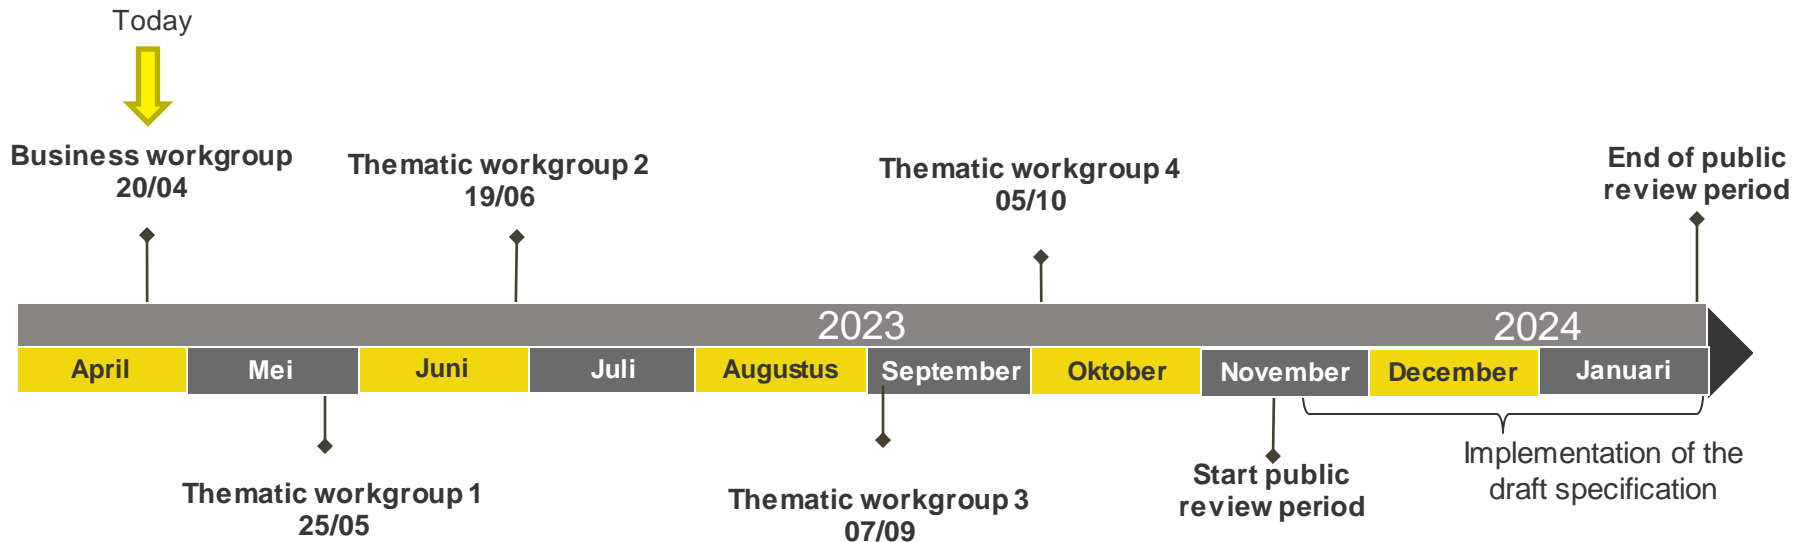 Today
Business workgroup
20/04
Thematic workgroup 2
19/06
Thematic workgroup 4
05/10
End of public
review period
2023
2024
April
Mei
Juni
Juli
Augustus
September
Oktober
November
December
Januari
Thematic workgroup 1
25/05
Thematic workgroup 3
07/09
Start public
review period
Implementation of the
draft specification